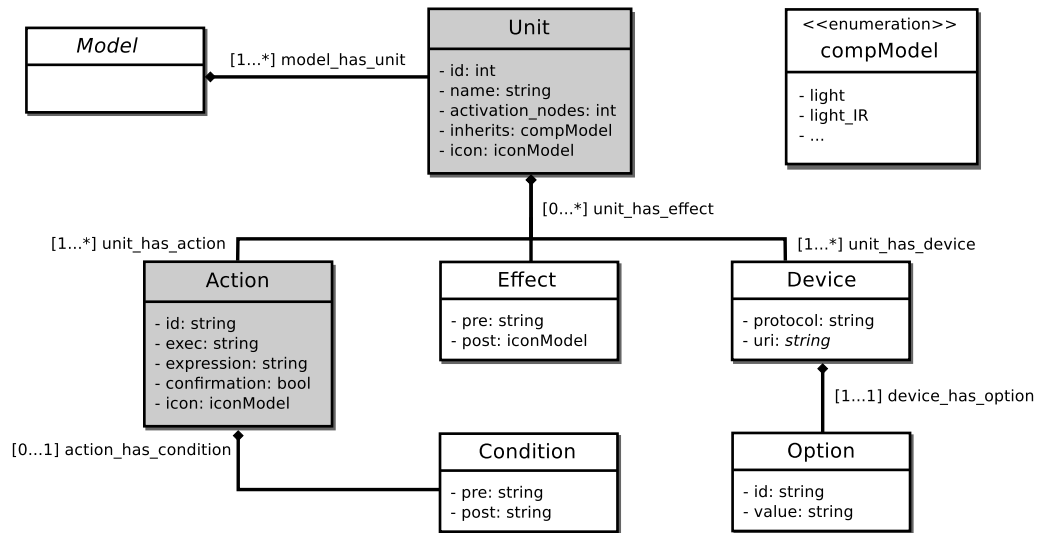 Model
[1...*] model_has_unit
Unit
- id: int
- name: string
- activation_nodes: int
- inherits: compModel
- icon: iconModel
<<enumeration>>
compModel
- light
- light_IR
- ...
[0...*] unit_has_effect
[1...*] unit_has_action
[1...*] unit_has_device
Action
- id: string
- exec: string
- expression: string
- confirmation: bool
- icon: iconModel
Effect
- pre: string
- post: iconModel
Device
- protocol: string
- uri: string
[1...1] device_has_option
[0...1] action_has_condition
Condition
- pre: string
- post: string
Option
- id: string
- value: string